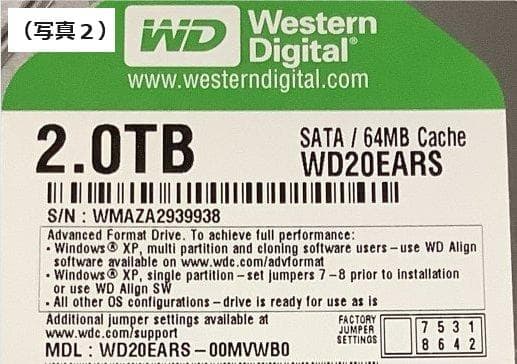 （写真２）
WD Western
Digital®
www.westerndigital.com
2.0TB
SATA / 64MB Cache
WD20EARS
S/N : WMAZA2939938
Advanced Format Drive. To achieve full performance:
• Windows® XP, multi partition and cloning software users – use WD Align
software available on www.wdc.com/advformat
• Windows® XP, single partition – set jumpers 7 – 8 prior to installation
or use WD Align SW
• All other OS configurations – drive is ready for use as is
Additional jumper settings available at
www.wdc.com/support
FACTORY
JUMPER
SETTINGS
7 5 3 1
8 6 4 2
MDL : WD20EARS – 00MVWB0